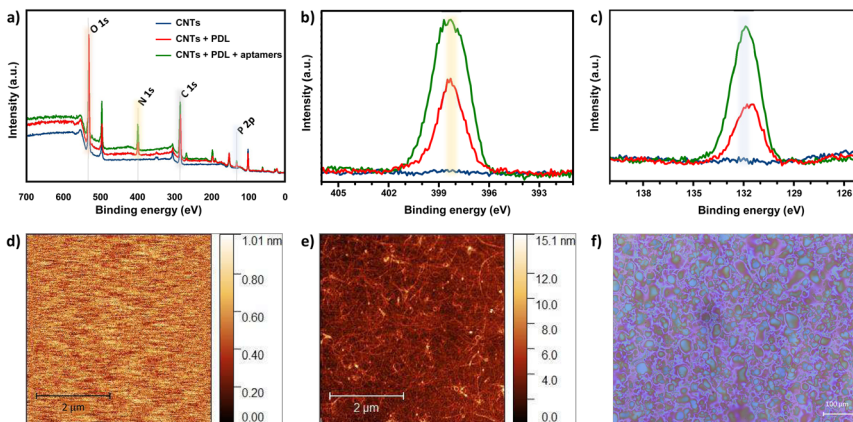 a)
O 1s
CNTs
CNTs + PDL
CNTs + PDL + aptamers
N 1s
C 1s
P 2p
Intensity (a.u.)
700 600 500 400 300 200 100 0
Binding energy (eV)
b)
Intensity (a.u.)
405 399 396 393
Binding energy (eV)
c)
Intensity (a.u.)
138 135 132 129 126
Binding energy (eV)
d)
1.01 nm
0.80
0.60
0.40
0.20
0.00
2 µm
e)
15.1 nm
12.0
10.0
8.0
6.0
4.0
0.0
2 µm
f)
100 µm